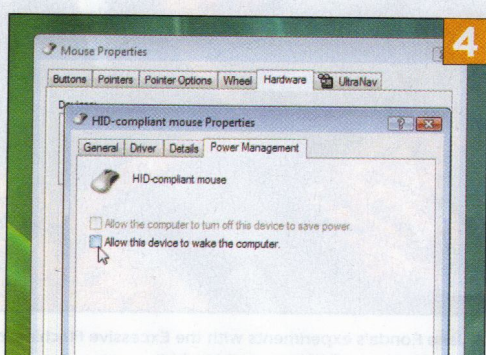 4
Mouse Properties
Buttons Pointers Pointer Options Wheel Hardware UltraNav
HID-compliant mouse Properties
?
General Driver Details Power Management
HID-compliant mouse
Allow the computer to turn off this device to save power.
Allow this device to wake the computer.